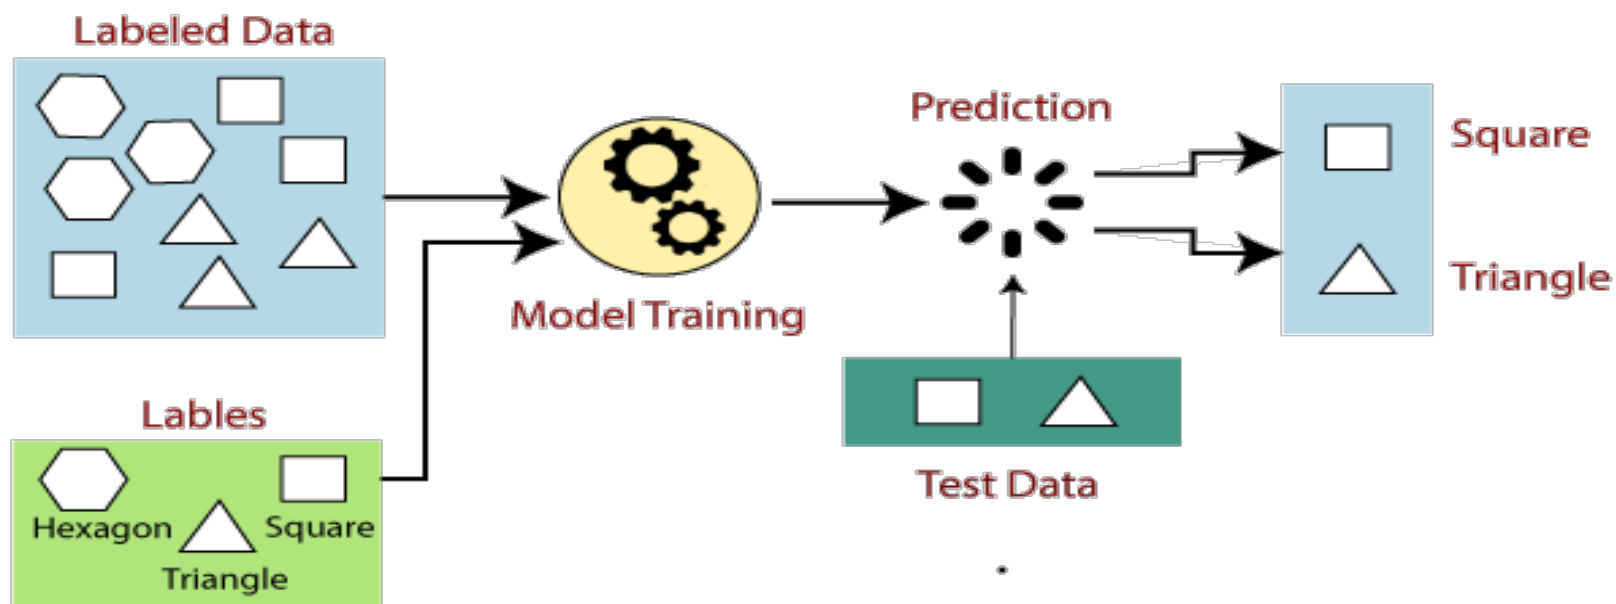 Labeled Data
Prediction
Square
Triangle
Model Training
Lables
Hexagon
Square
Triangle
Test Data